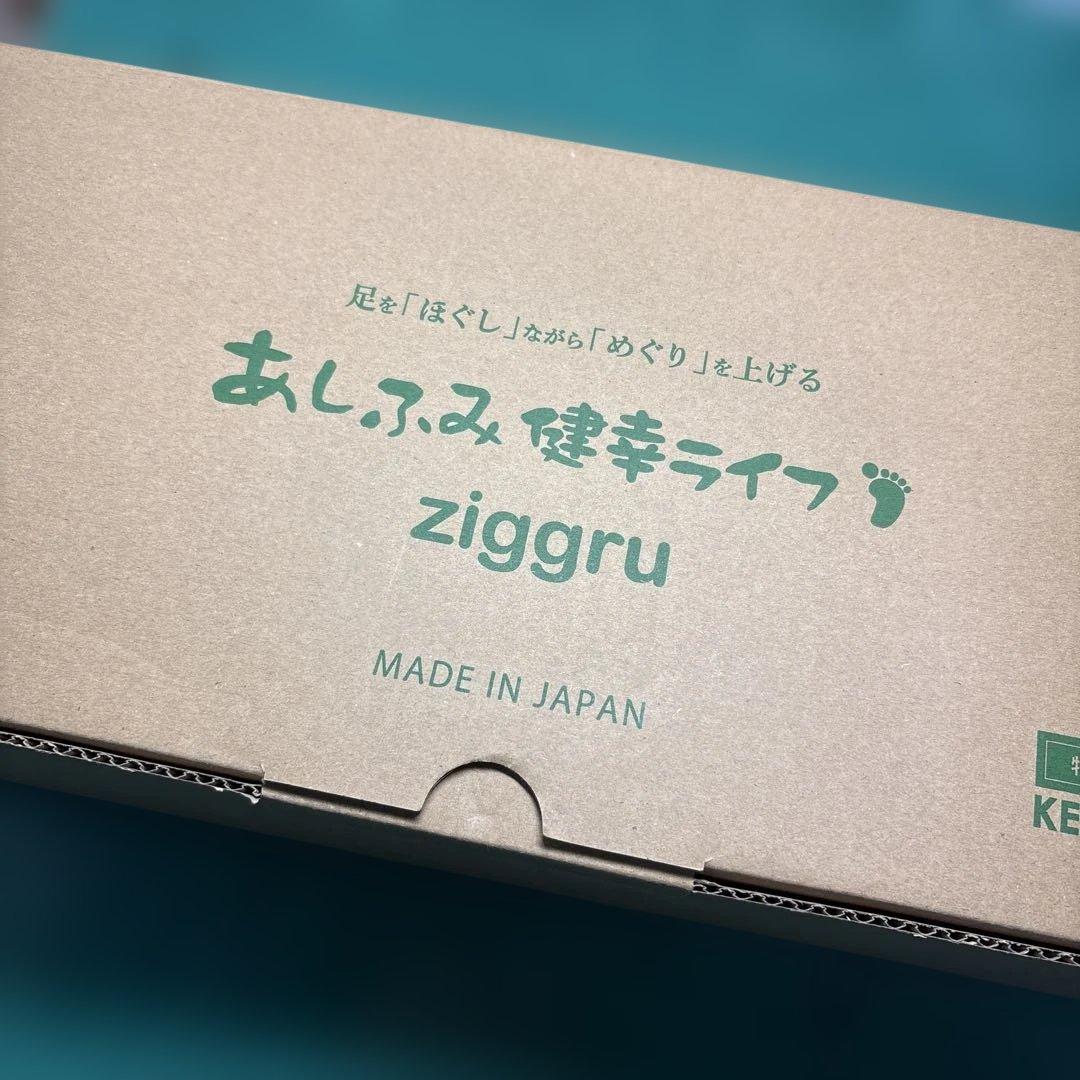 足を「ほぐし」ながら「めぐり」を上げる
あしふみ健幸ライフ
ziggru
MADE IN JAPAN
KE